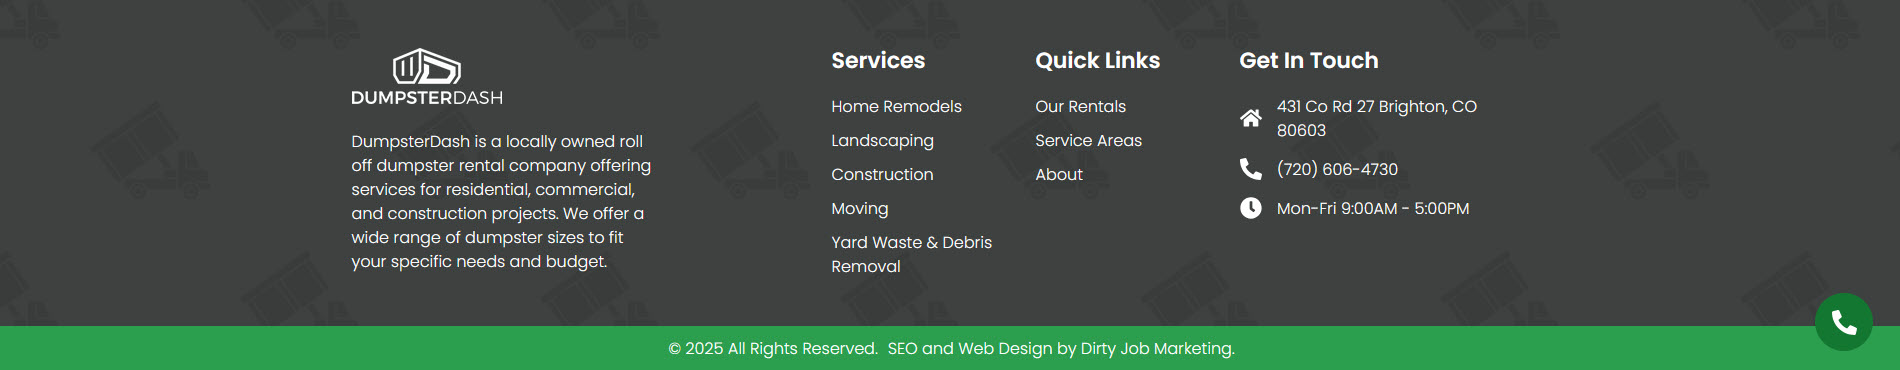 DUMPSTERDASH
DumpsterDash is a locally owned roll
off dumpster rental company offering
services for residential, commercial,
and construction projects. We offer a
wide range of dumpster sizes to fit
your specific needs and budget.
Services
Home Remodels
Landscaping
Construction
Moving
Yard Waste & Debris
Removal
Quick Links
Our Rentals
Service Areas
About
Get In Touch
431 Co Rd 27 Brighton, CO
80603
(720) 606-4730
Mon-Fri 9:00AM - 5:00PM
© 2025 All Rights Reserved.  SEO and Web Design by Dirty Job Marketing.